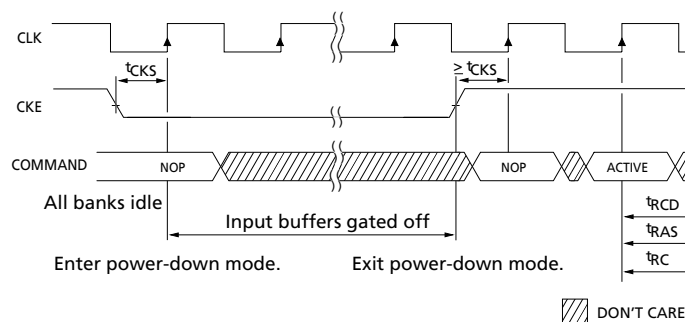 CLK
tCKS
≥ tCKS
CKE
COMMAND
NOP
NOP
ACTIVE
All banks idle
Input buffers gated off
tRCD
tRAS
tRC
Enter power-down mode.
Exit power-down mode.
DON'T CARE